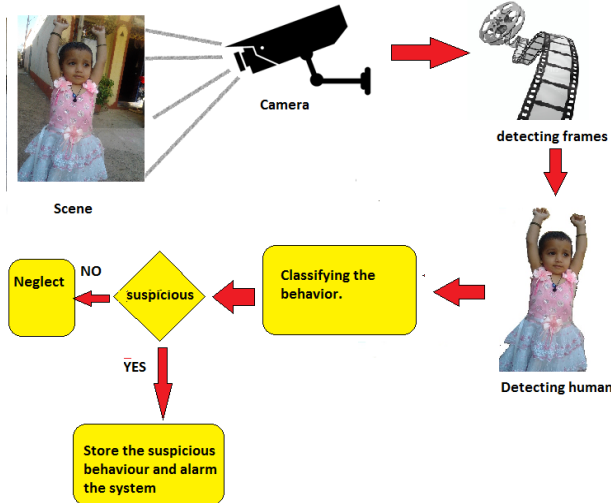 Camera
detecting frames
Scene
Detecting human
Classifying the
behavior.
suspicious
NO
Neglect
YES
Store the suspicious
behaviour and alarm
the system